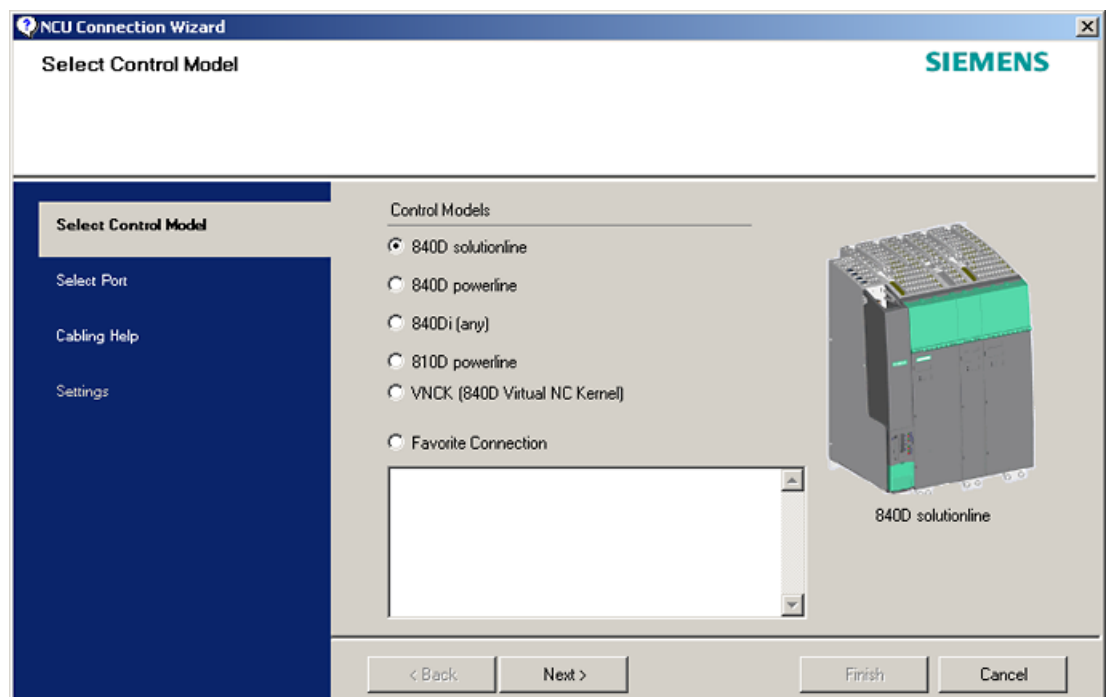 NCU Connection Wizard
Select Control Model
SIEMENS
Select Control Model
Select Port
Cabling Help
Settings
Control Models
840D solutionline
840D powerline
840Di (any)
810D powerline
VNCK (840D Virtual NC Kernel)
Favorite Connection
840D solutionline
< Back
Next >
Finish
Cancel